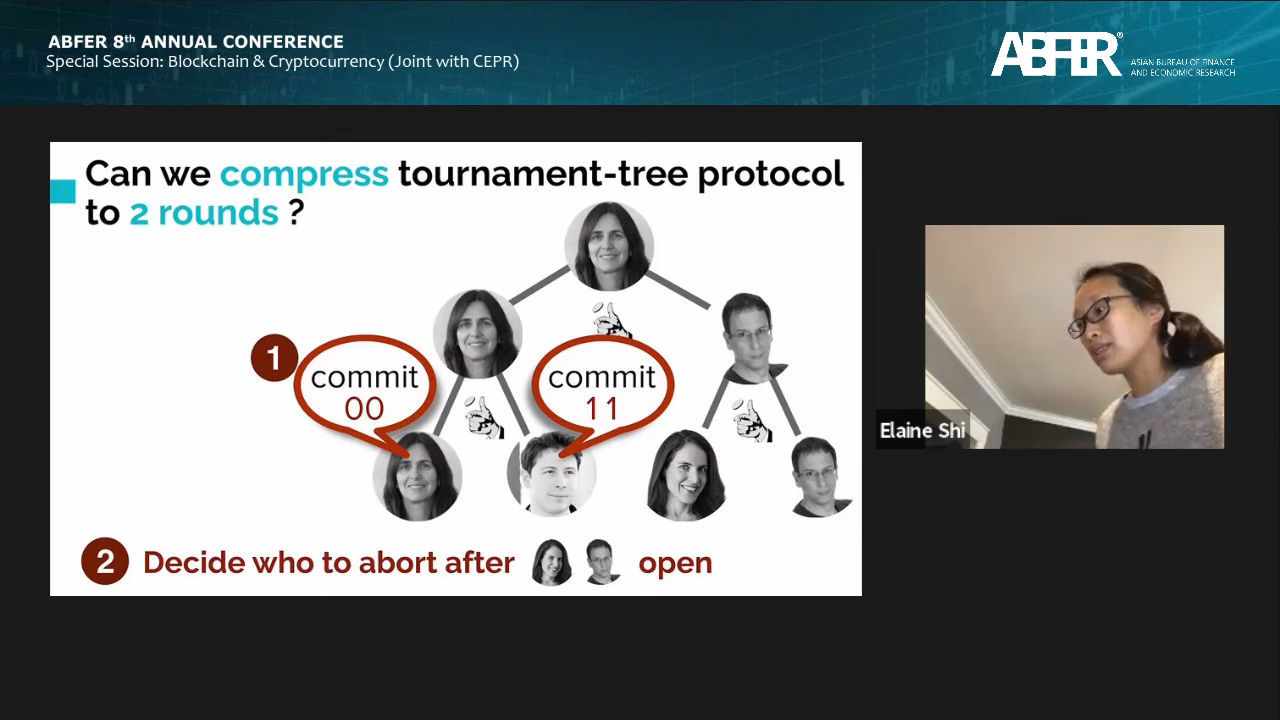 ABFER 8th ANNUAL CONFERENCE
Special Session: Blockchain & Cryptocurrency (Joint with CEPR)
ABFER®
ASIAN BUREAU OF FINANCE
AND ECONOMIC RESEARCH
Can we compress tournament-tree protocol
to 2 rounds ?
1
commit
00
commit
11
2 Decide who to abort after open
Elaine Shi